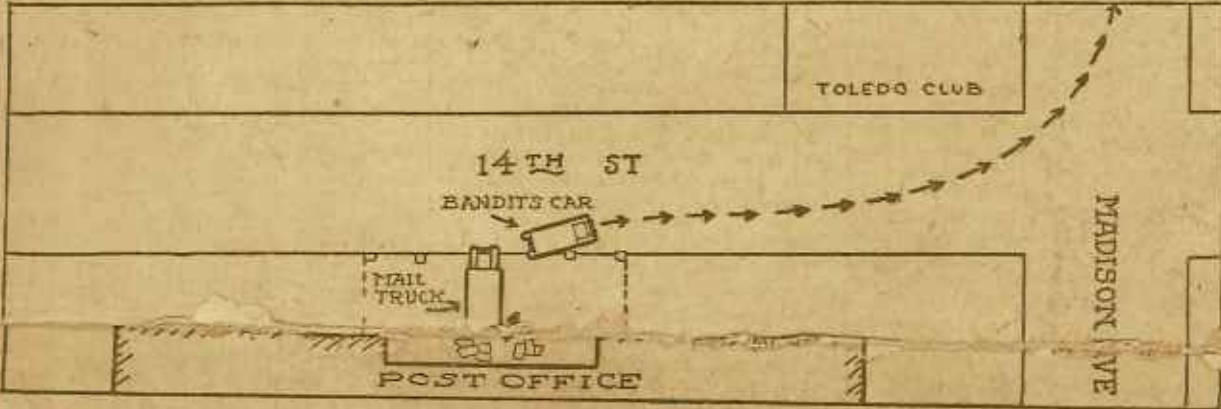 TOLEDO CLUB
14TH ST
BANDITS CAR
MAIL
TRUCK
MADISON AVE
POST OFFICE